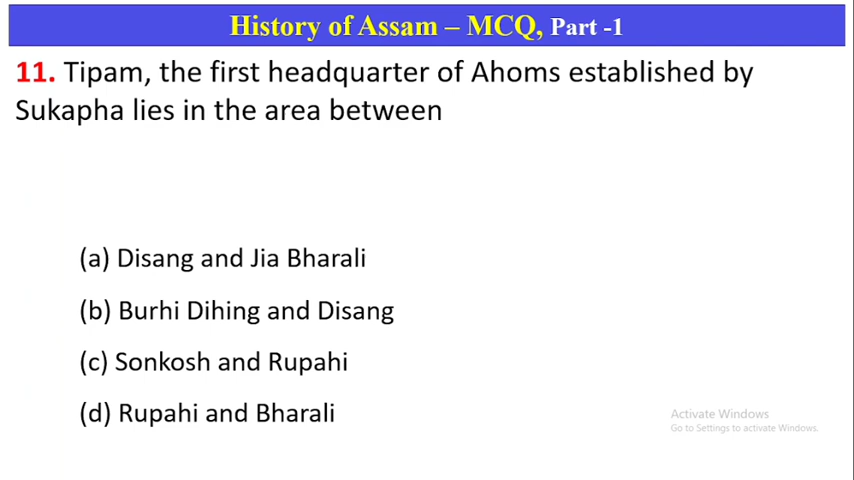 History of Assam – MCQ, Part -1
11. Tipam, the first headquarter of Ahoms established by
Sukapha lies in the area between
(a) Disang and Jia Bharali
(b) Burhi Dihing and Disang
(c) Sonkosh and Rupahi
(d) Rupahi and Bharali
Activate Windows
Go to Settings to activate Windows.